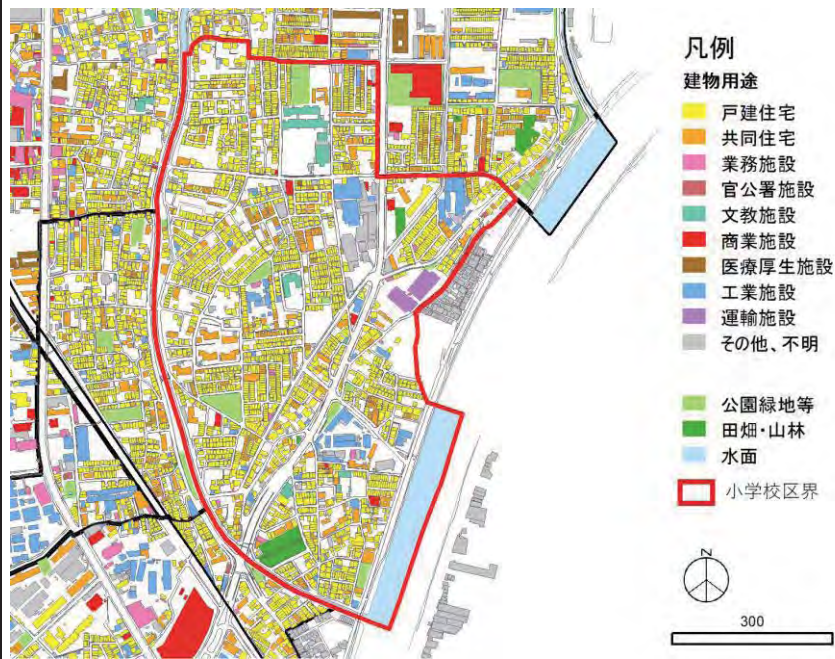 凡例
建物用途
戸建住宅
共同住宅
業務施設
官公署施設
文教施設
商業施設
医療厚生施設
工業施設
運輸施設
その他、不明
公園緑地等
田畑・山林
水面
小学校区界
N
300